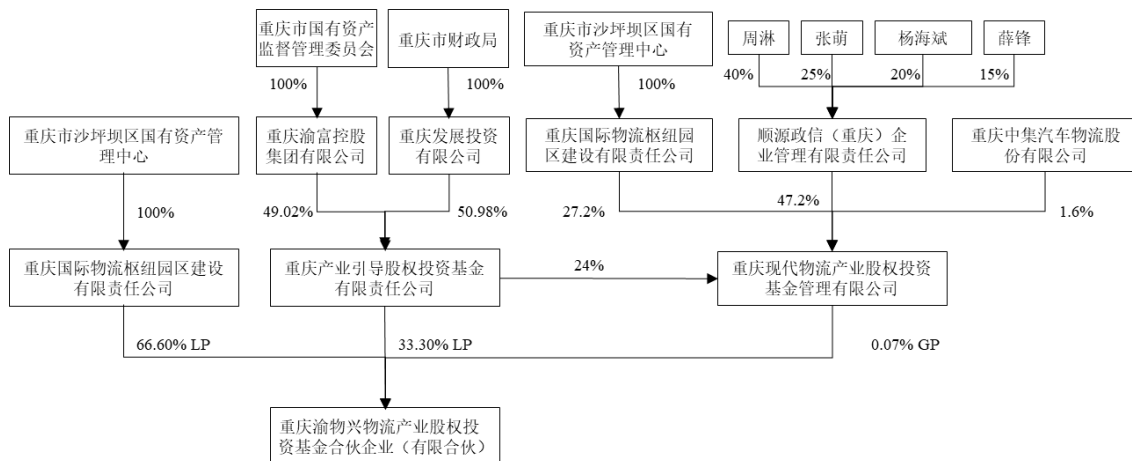 重庆市国有资产
监督管理委员会
重庆市财政局
重庆市沙坪坝区国有
资产管理中心
周淋
张萌
杨海斌
薛锋
100%
100%
100%
40%
25%
20%
15%
重庆市沙坪坝区国有资产管
理中心
重庆渝富控股
集团有限公司
重庆发展投资
有限公司
重庆国际物流枢纽园
区建设有限责任公司
顺源政信（重庆）企
业管理有限责任公司
重庆中集汽车物流股
份有限公司
100%
49.02%
50.98%
27.2%
47.2%
1.6%
重庆国际物流枢纽园区建设
有限责任公司
重庆产业引导股权投资基金
有限责任公司
24%
重庆现代物流产业股权投资
基金管理有限公司
66.60% LP
33.30% LP
0.07% GP
重庆渝物兴物流产业股权投
资基金合伙企业（有限合伙）